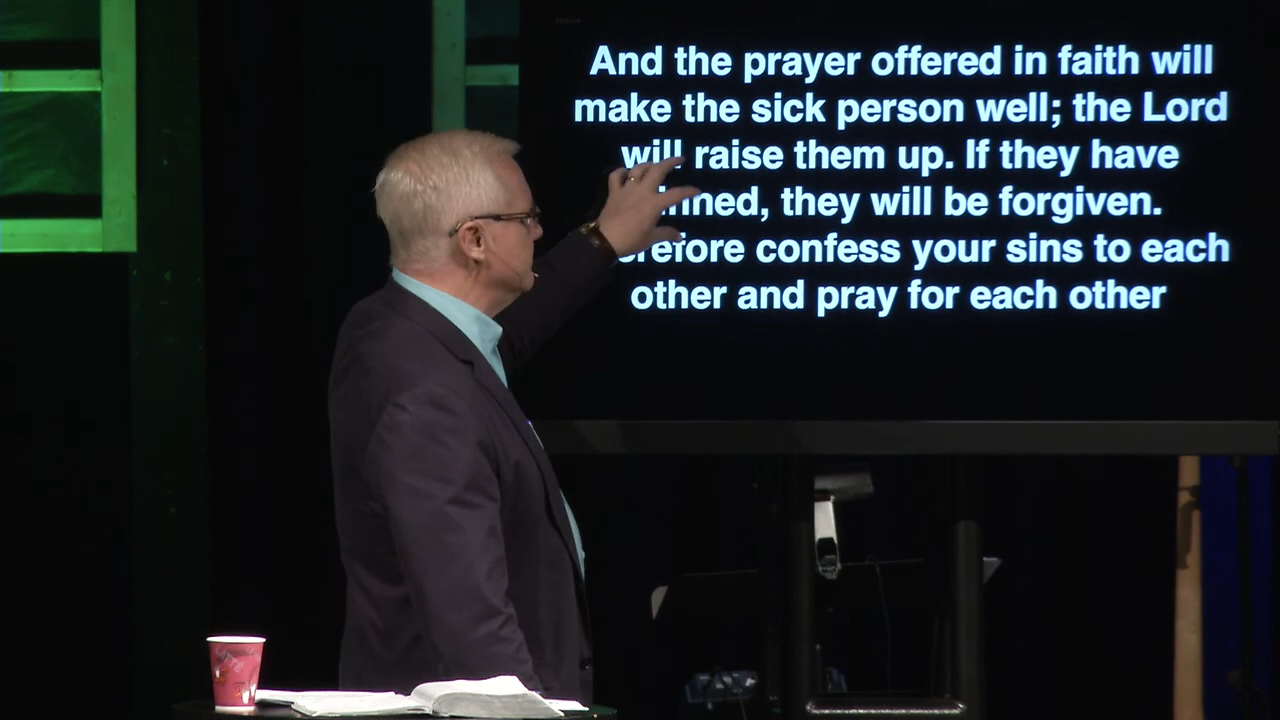 And the prayer offered in faith will
make the sick person well; the Lord
will raise them up. If they have
they will be forgiven.
confess your sins to each
other and pray for each other